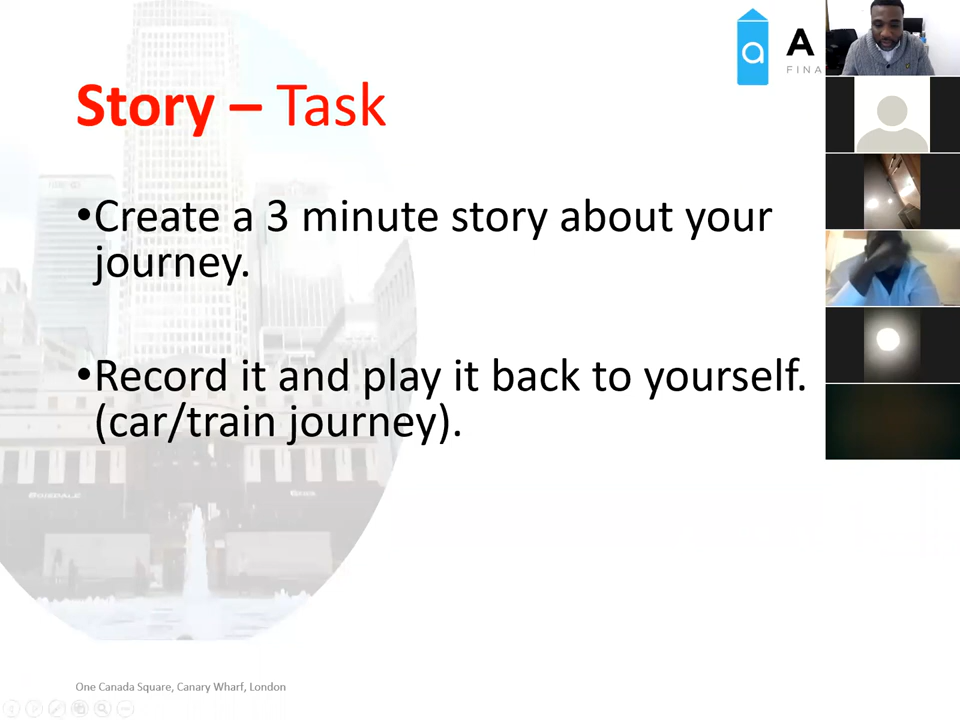 A
FINA
Story – Task
•Create a 3 minute story about your
journey.
•Record it and play it back to yourself.
(car/train journey).
One Canada Square, Canary Wharf, London